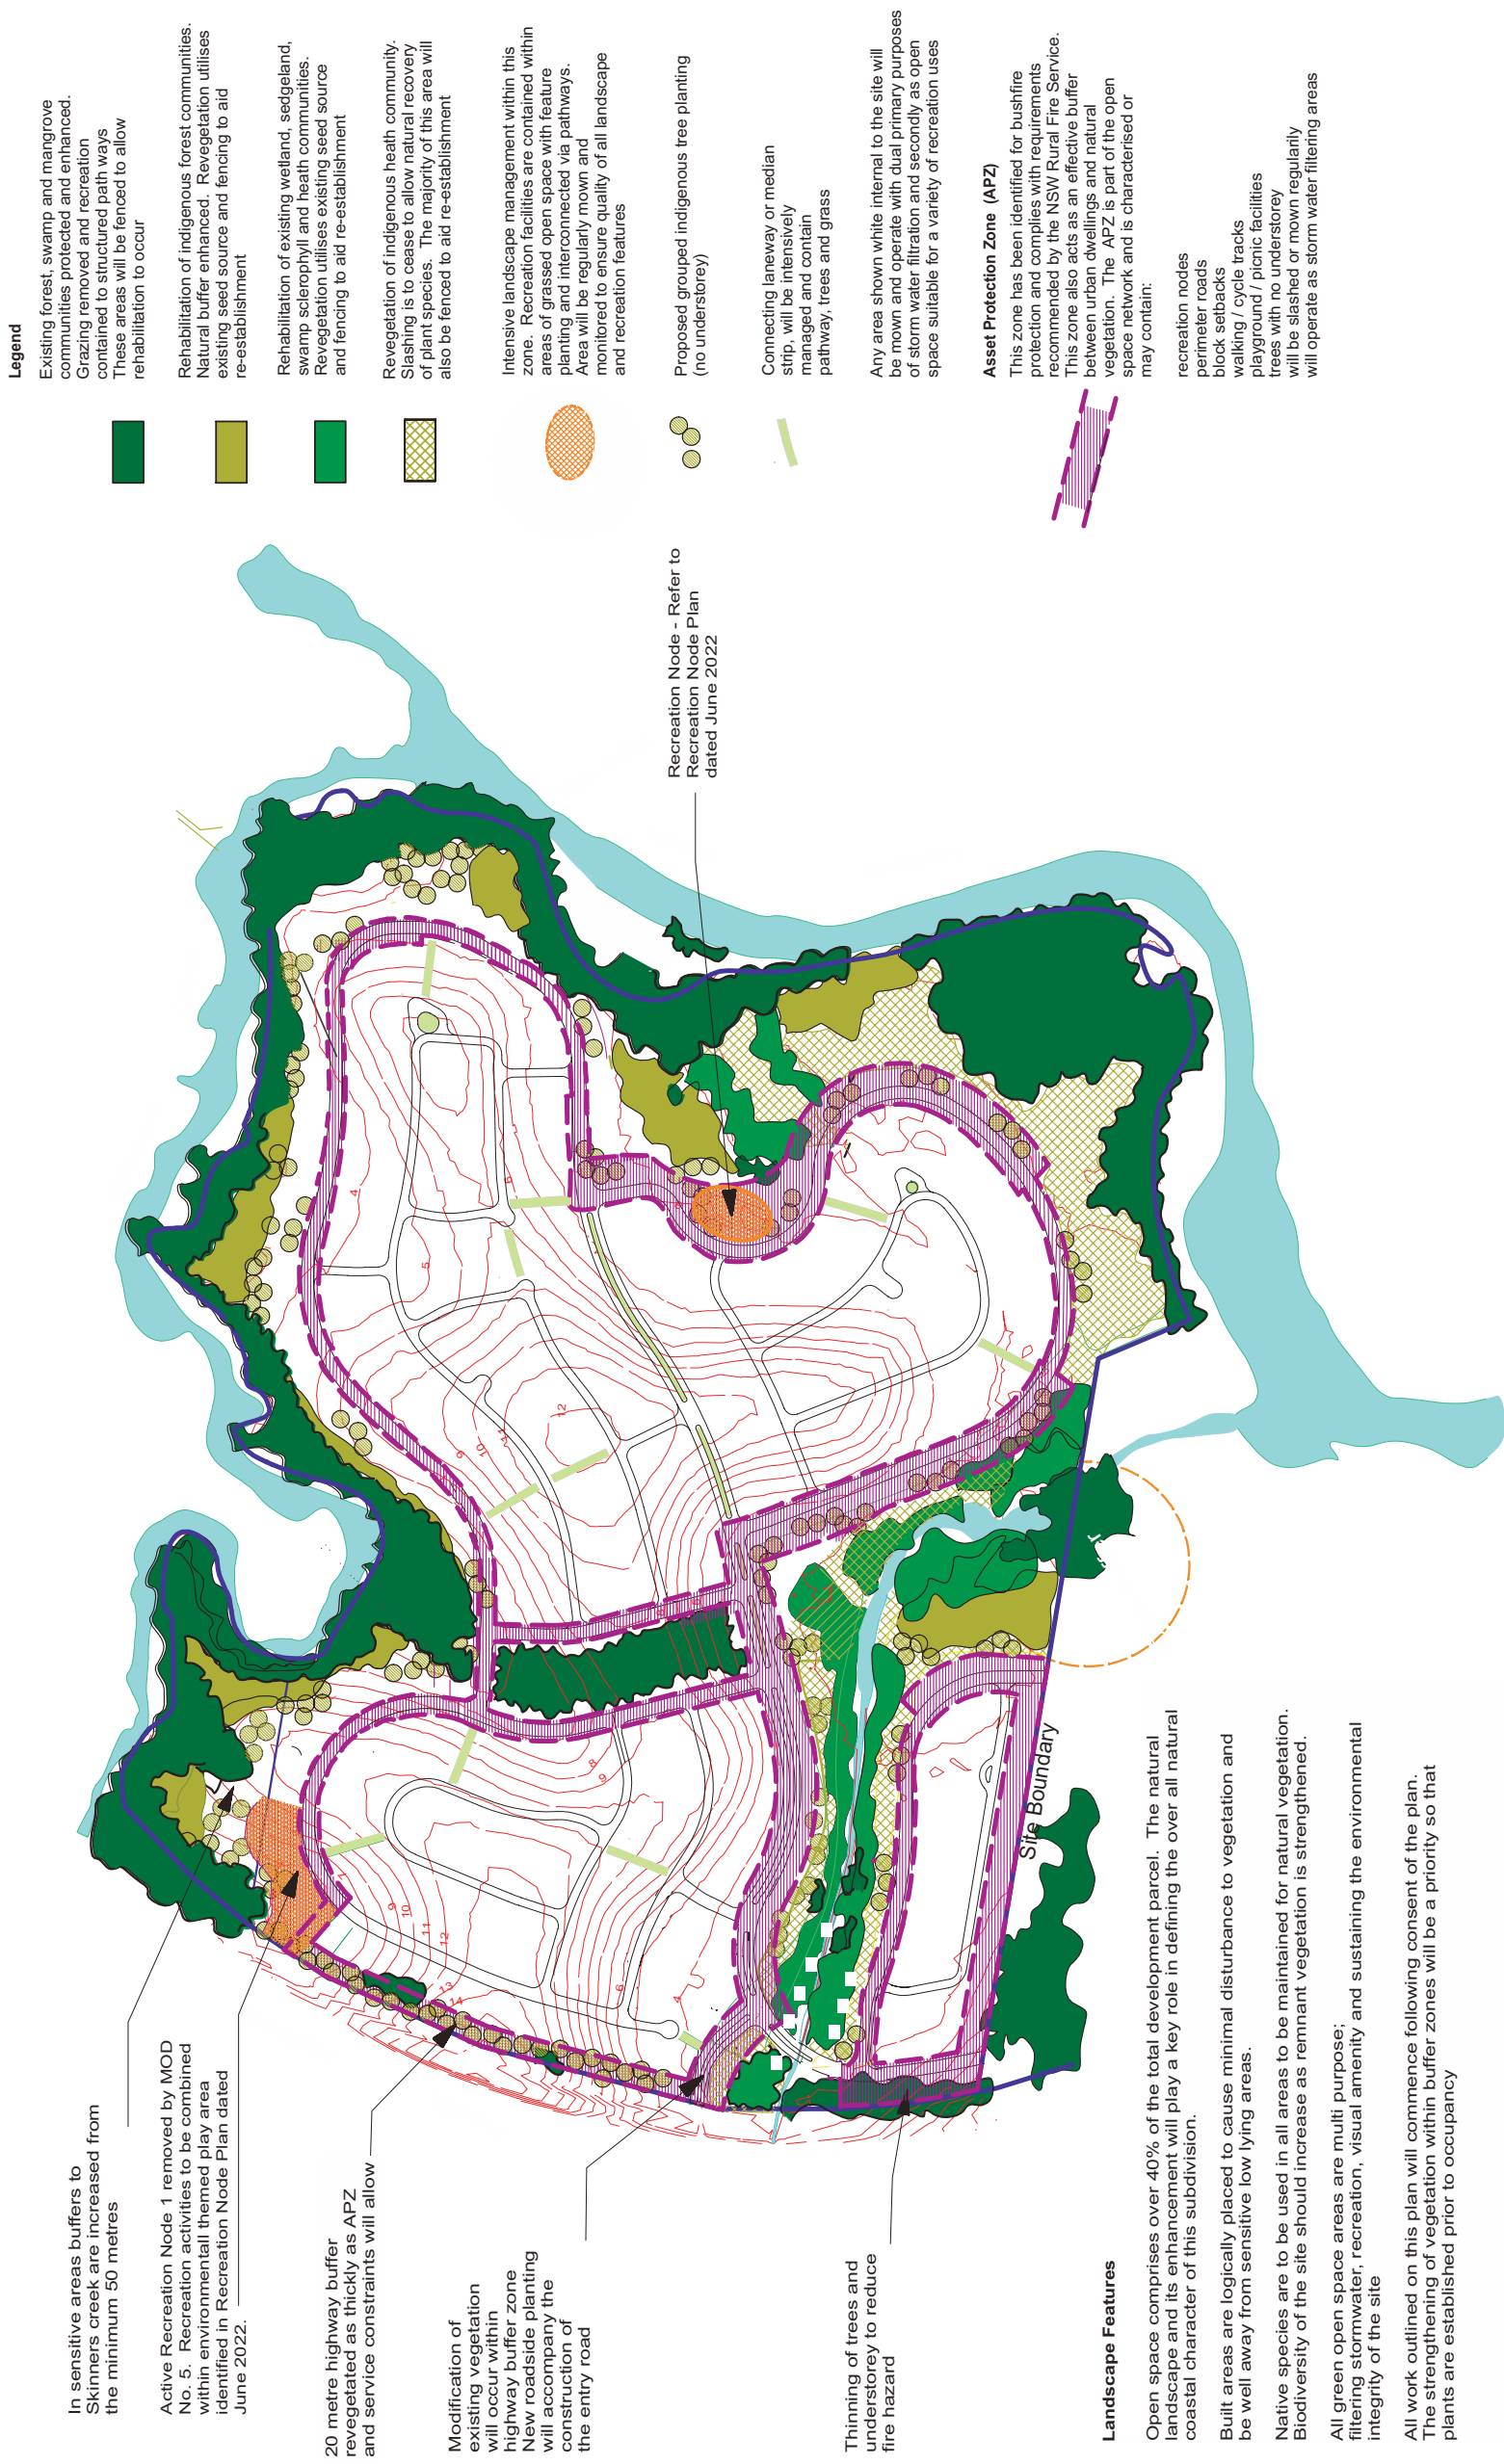 In sensitive areas buffers to
Skinners creek are increased from
the minimum 50 metres
Active Recreation Node 1 removed by MOD
No. 5.  Recreation activities to be combined
within environmentall themed play area
identified in Recreation Node Plan dated
June 2022.
20 metre highway buffer
revegetated as thickly as APZ
and service constraints will allow
Modification of
existing vegetation
will occur within
highway buffer zone
New roadside planting
will accompany the
construction of
the entry road
Thinning of trees and
understorey to reduce
fire hazard
Landscape Features
Open space comprises over 40% of the total development parcel.  The natural
landscape and its enhancement will play a key role in defining the over all natural
coastal character of this subdivision.
Built areas are logically placed to cause minimal disturbance to vegetation and
be well away from sensitive low lying areas.
Native species are to be used in all areas to be maintained for natural vegetation.
Biodiversity of the site should increase as remnant vegetation is strengthened.
All green open space areas are multi purpose;
filtering stormwater, recreation, visual amenity and sustaining the environmental
integrity of the site
All work outlined on this plan will commence following consent of the plan.
The strengthening of vegetation within buffer zones will be a priority so that
plants are established prior to occupancy
Site Boundary
9
10
11
12
13
14
8
9
6
4
4
5
6
9
10
11
12
Recreation Node - Refer to
Recreation Node Plan
dated June 2022
Legend
Existing forest, swamp and mangrove
communities protected and enhanced.
Grazing removed and recreation
contained to structured path ways
These areas will be fenced to allow
rehabilitation to occur
Rehabilitation of indigenous forest communities.
Natural buffer enhanced.  Revegetation utilises
existing seed source and fencing to aid
re-establishment
Rehabilitation of existing wetland, sedgeland,
swamp sclerophyll and heath communities.
Revegetation utilises existing seed source
and fencing to aid re-establishment
Revegetation of indigenous heath community.
Slashing is to cease to allow natural recovery
of plant species.  The majority of this area will
also be fenced to aid re-establishment
Intensive landscape management within this
zone.  Recreation facilities are contained within
areas of grassed open space with feature
planting and interconnected via pathways.
Area will be regularly mown and
monitored to ensure quality of all landscape
and recreation features
Proposed grouped indigenous tree planting
(no understorey)
Connecting laneway or median
strip, will be intensively
managed and contain
pathway, trees and grass
Any area shown white internal to the site will
be mown and operate with dual primary purposes
of storm water filtration and secondly as open
space suitable for a variety of recreation uses
Asset Protection Zone  (APZ)
This zone has been identified for bushfire
protection and complies with requirements
recommended by the NSW Rural Fire Service.
This zone also acts as an effective buffer
between urban dwellings and natural
vegetation.  The APZ is part of the open
space network and is characterised or
may contain:
recreation nodes
perimeter roads
block setbacks
walking / cycle tracks
playground / picnic facilities
trees with no understorey
will be slashed or mown regularily
will operate as storm water filtering areas